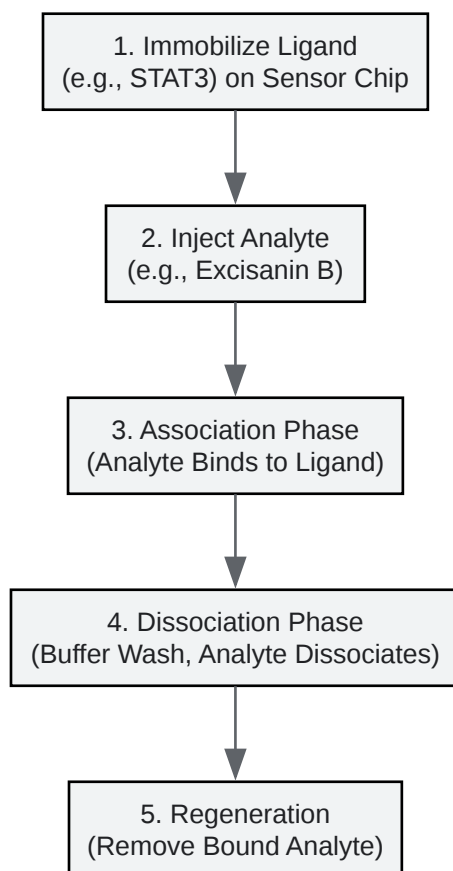 1. Immobilize Ligand
(e.g., STAT3) on Sensor Chip
2. Inject Analyte
(e.g., Excisanin B)
3. Association Phase
(Analyte Binds to Ligand)
4. Dissociation Phase
(Buffer Wash, Analyte Dissociates)
5. Regeneration
(Remove Bound Analyte)